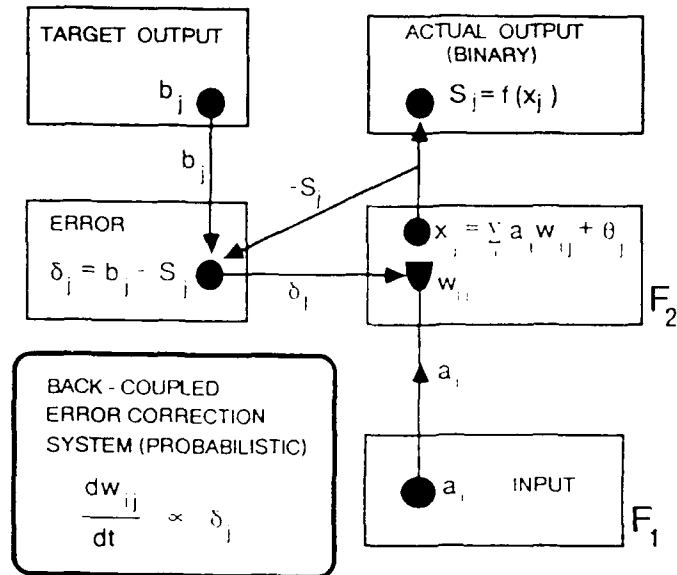 TARGET OUTPUT
b_j
b_j
ACTUAL OUTPUT
(BINARY)
S_j = f (x_j)
-S_j
ERROR
δ_j = b_j - S_j
δ_j
x_j = Σ_i a_i w_ij + θ_j
w_ij
F_2
a_i
BACK - COUPLED
ERROR CORRECTION
SYSTEM (PROBABILISTIC)
dw_ij
dt
∝ δ_j
a_i
INPUT
F_1